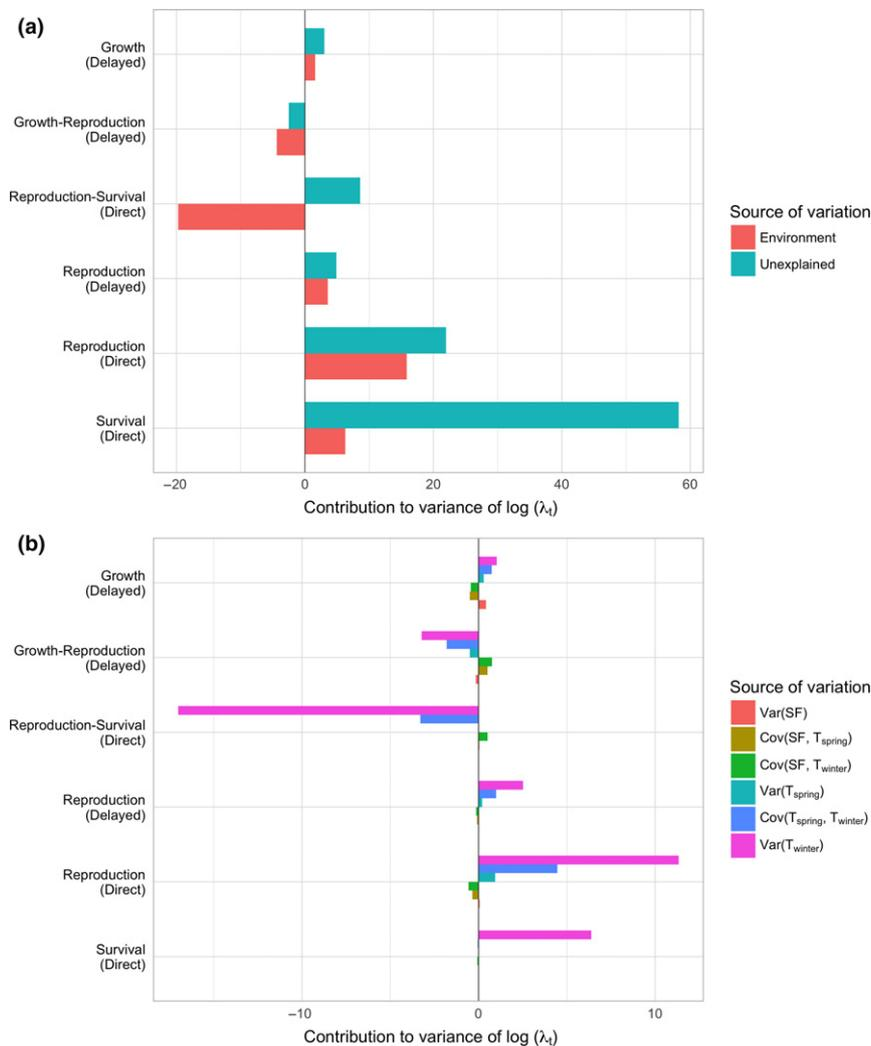 (a)
Growth
(Delayed)
Growth-Reproduction
(Delayed)
Reproduction-Survival
(Direct)
Reproduction
(Delayed)
Reproduction
(Direct)
Survival
(Direct)
−20 0 20 40 60
Contribution to variance of log (λt)
Source of variation
Environment
Unexplained
(b)
Growth
(Delayed)
Growth-Reproduction
(Delayed)
Reproduction-Survival
(Direct)
Reproduction
(Delayed)
Reproduction
(Direct)
Survival
(Direct)
−10 0 10
Contribution to variance of log (λt)
Source of variation
Var(SF)
Cov(SF, Tspring)
Cov(SF, Twinter)
Var(Tspring)
Cov(Tspring, Twinter)
Var(Twinter)